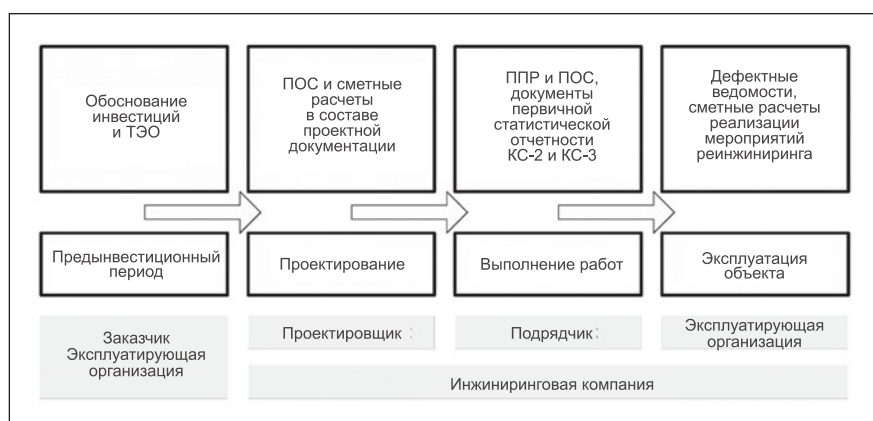 Обоснование
инвестиций
и ТЭО
ПОС и сметные
расчеты
в составе
проектной
документации
ППР и ПОС,
документы
первичной
статистической
отчетности
КС-2 и КС-3
Дефектные
ведомости,
сметные расчеты
реализации
мероприятий
реинжиниринга
Предынвестиционный
период
Проектирование
Выполнение работ
Эксплуатация
объекта
Заказчик
Эксплуатирующая
организация
Проектировщик :
Подрядчик :
Эксплуатирующая
организация
Инжиниринговая компания